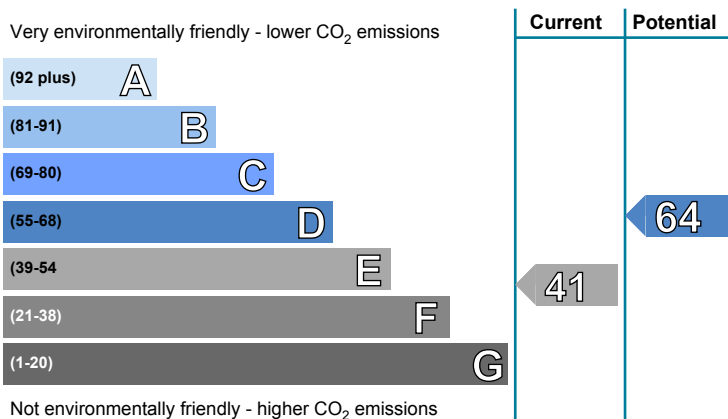 Very environmentally friendly - lower CO2 emissions
Current
Potential
(92 plus) A
(81-91) B
(69-80) C
(55-68) D
64
(39-54 E
41
(21-38) F
(1-20) G
Not environmentally friendly - higher CO2 emissions